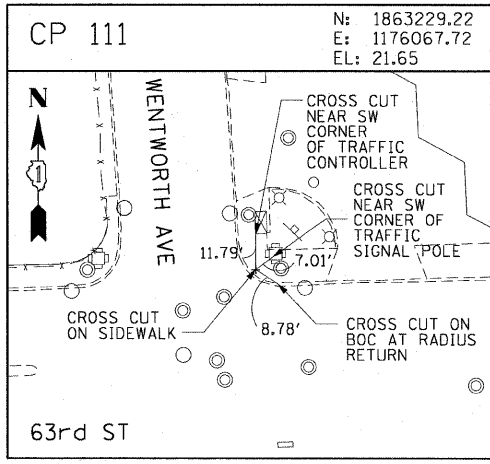 CP 111
N: 1863229.22
E: 1176067.72
EL: 21.65
N
1
WENTWORTH AVE
CROSS CUT
NEAR SW
CORNER
OF TRAFFIC
CONTROLLER
CROSS CUT
NEAR SW
CORNER OF
TRAFFIC
SIGNAL POLE
11.79'
7.01'
8.78'
CROSS CUT
ON SIDEWALK
CROSS CUT ON
BOC AT RADIUS
RETURN
63rd ST